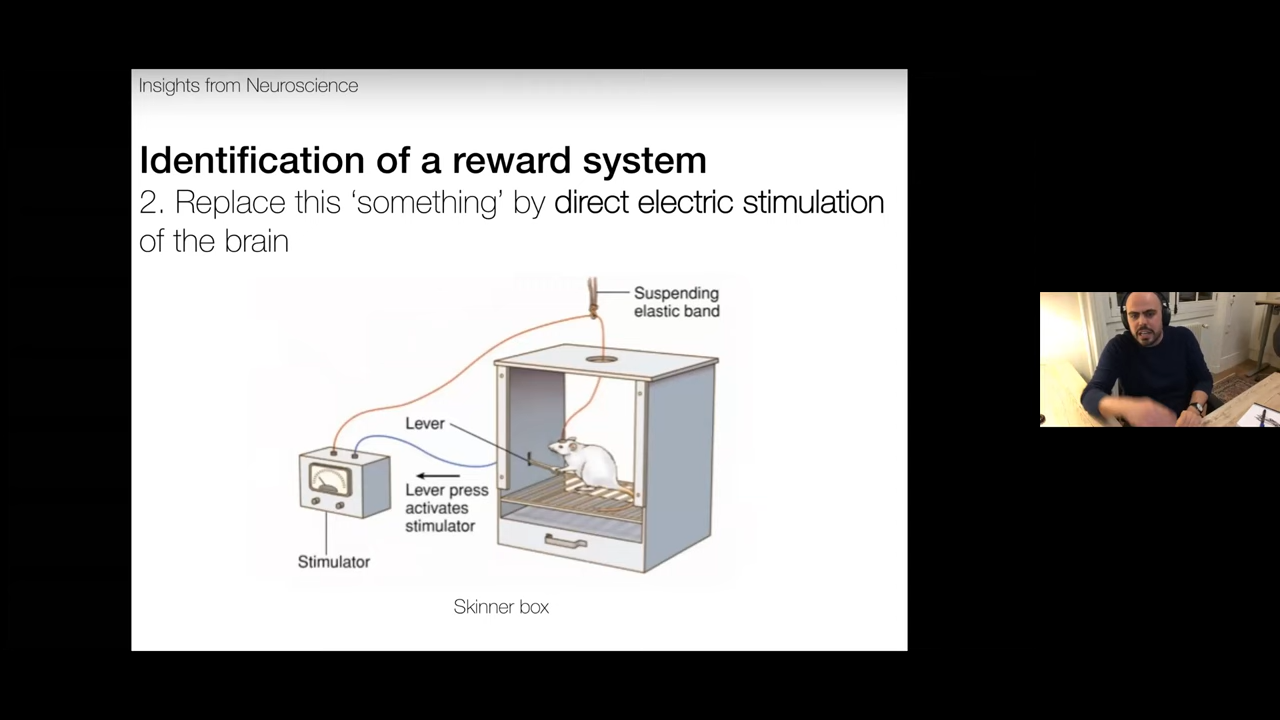 Insights from Neuroscience
Identification of a reward system
2. Replace this ‘something’ by direct electric stimulation
of the brain
Suspending
elastic band
Lever
Lever press
activates
stimulator
Stimulator
Skinner box